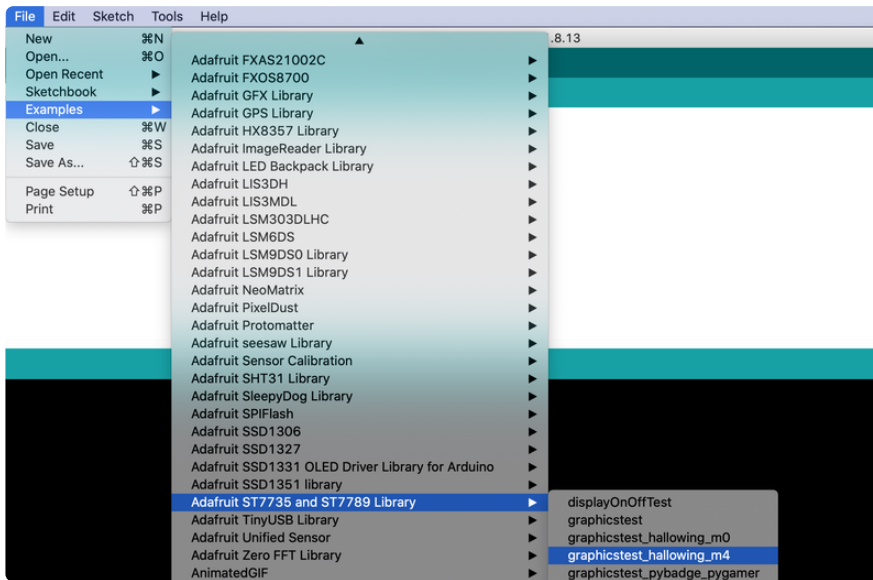 File Edit Sketch Tools Help
.8.13
New ⌘N
Open... ⌘O
Open Recent ▶
Sketchbook ▶
Examples ▶
Close ⌘W
Save ⌘S
Save As... ⇧⌘S
Page Setup ⇧⌘P
Print ⌘P
▲
Adafruit FXAS21002C ▶
Adafruit FXOS8700 ▶
Adafruit GFX Library ▶
Adafruit GPS Library ▶
Adafruit HX8357 Library ▶
Adafruit ImageReader Library ▶
Adafruit LED Backpack Library ▶
Adafruit LIS3DH ▶
Adafruit LIS3MDL ▶
Adafruit LSM303DLHC ▶
Adafruit LSM6DS ▶
Adafruit LSM9DS0 Library ▶
Adafruit LSM9DS1 Library ▶
Adafruit NeoMatrix ▶
Adafruit PixelDust ▶
Adafruit Protomatter ▶
Adafruit seesaw Library ▶
Adafruit Sensor Calibration ▶
Adafruit SHT31 Library ▶
Adafruit SleepyDog Library ▶
Adafruit SPIFlash ▶
Adafruit SSD1306 ▶
Adafruit SSD1327 ▶
Adafruit SSD1331 OLED Driver Library for Arduino ▶
Adafruit SSD1351 library ▶
Adafruit ST7735 and ST7789 Library ▶
Adafruit TinyUSB Library ▶
Adafruit Unified Sensor ▶
Adafruit Zero FFT Library ▶
AnimatedGIF ▶
displayOnOffTest
graphicstest
graphicstest_hallowing_m0
graphicstest_hallowing_m4
graphicstest_pybadge_pygamer